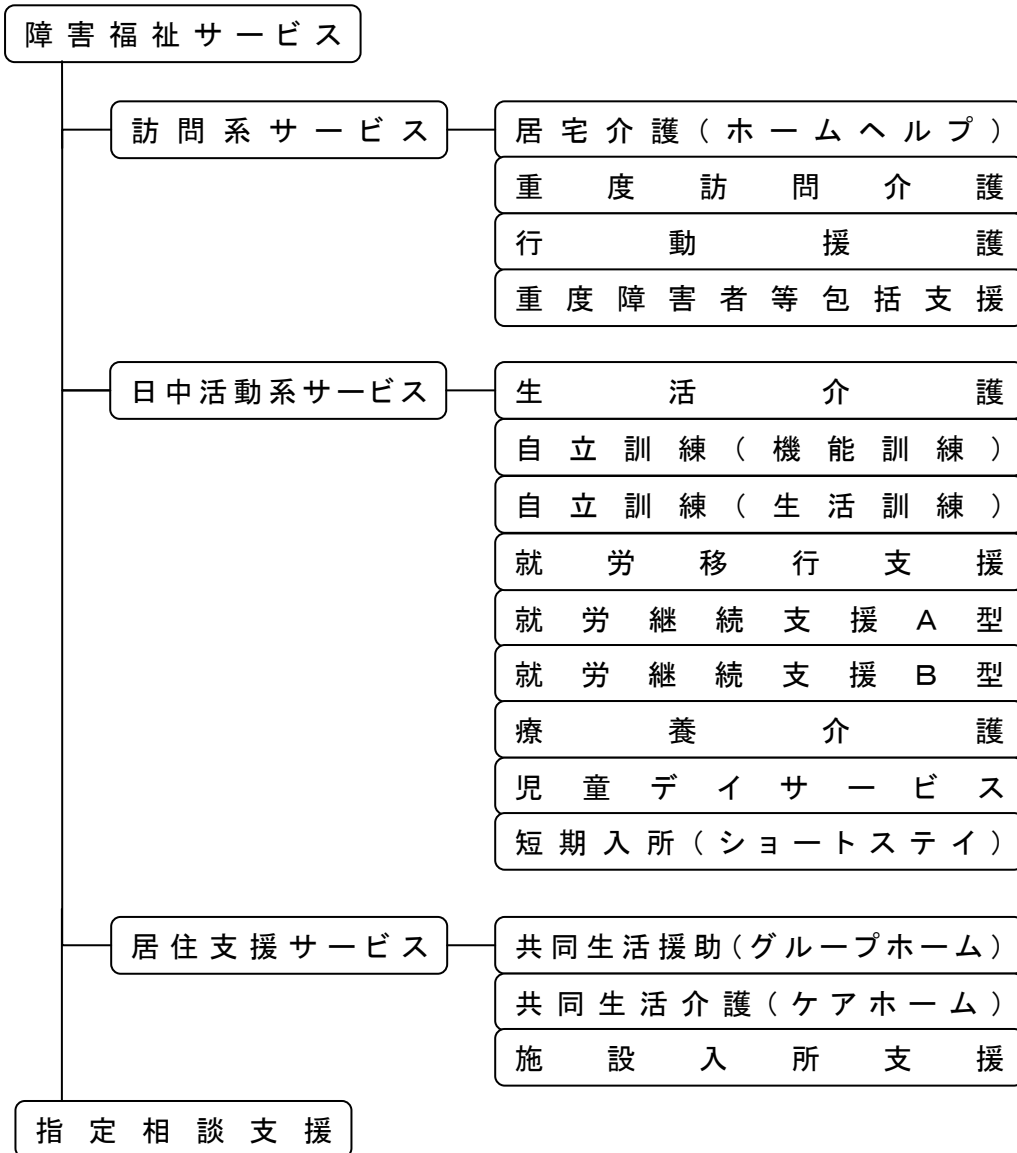 障害福祉サービス
訪問系サービス
居宅介護（ホームヘルプ）
重度訪問介護
行動援護
重度障害者等包括支援
日中活動系サービス
生活介護
自立訓練（機能訓練）
自立訓練（生活訓練）
就労移行支援
就労継続支援Ａ型
就労継続支援Ｂ型
療養介護
児童デイサービス
短期入所（ショートステイ）
居住支援サービス
共同生活援助（グループホーム）
共同生活介護（ケアホーム）
施設入所支援
指定相談支援